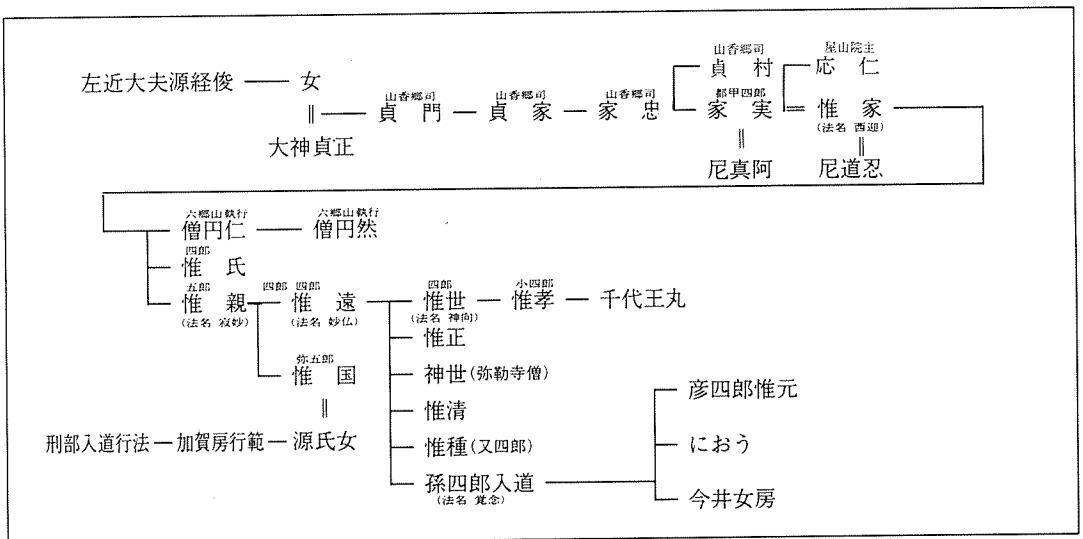 山香郷司 屋山院主
貞村 応仁
左近大夫源経俊 女 山香郷司 山香郷司 山香郷司 都甲四郎
貞門 貞家 家忠 家実 惟家
(法名 西迎)
大神貞正 尼真阿 尼道忍
六郷山執行 六郷山執行
僧円仁 僧円然
四郎
惟氏
五郎 四郎 四郎 四郎 小四郎
惟親 惟遠 惟世 惟孝 千代王丸
(法名 寂妙) (法名 妙仏) (法名 神向)
惟正
弥五郎
惟国 神世(弥勒寺僧) 彦四郎惟元
惟清
刑部入道行法 加賀房行範 源氏女 惟種(又四郎) におう
孫四郎入道
(法名 覚念) 今井女房